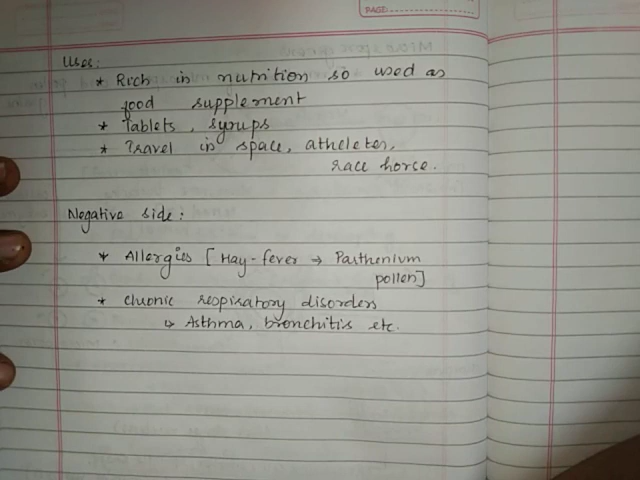 PAGE:
Uses:
* Rich in nutrition so used as
food supplement
* Tablets, syrups
* Travel in space, atheletes,
race horse.
Negative side:
* Allergies [Hay-fever → Parthenium
pollen]
* Chronic respiratory disorders
↳ Asthma, bronchitis etc.